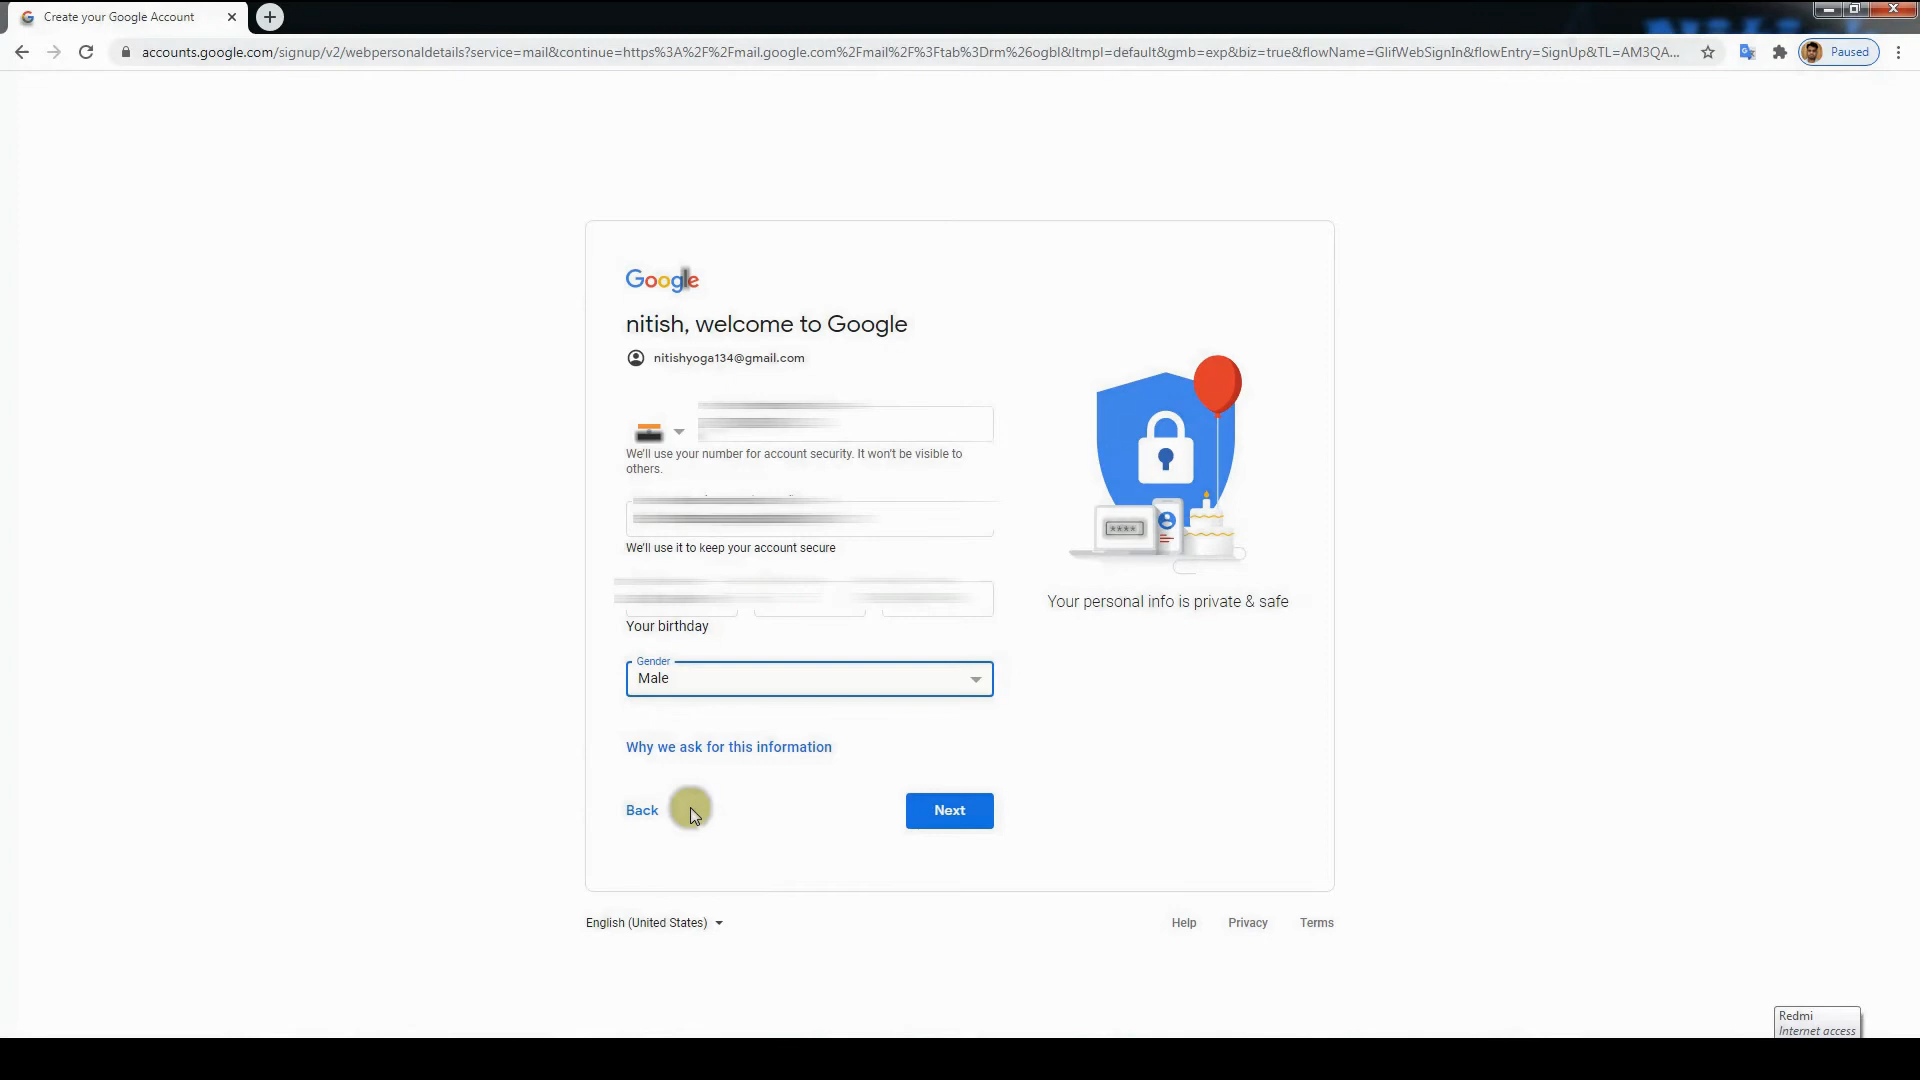 Create your Google Account
accounts.google.com/signup/v2/webpersonaldetails?service=mail&continue=https%3A%2F%2Fmail.google.com%2Fmail%2F%3Ftab%3Drm%26ogbl&ltmpl=default&gmb=exp&biz=true&flowName=GlifWebSignIn&flowEntry=SignUp&TL=AM3QA...
Paused
Google
nitish, welcome to Google
nitishyoga134@gmail.com
We'll use your number for account security. It won't be visible to
others.
We'll use it to keep your account secure
Your birthday
Gender
Male
Why we ask for this information
Back
Next
****
Your personal info is private & safe
English (United States)
Help
Privacy
Terms
Redmi
Internet access